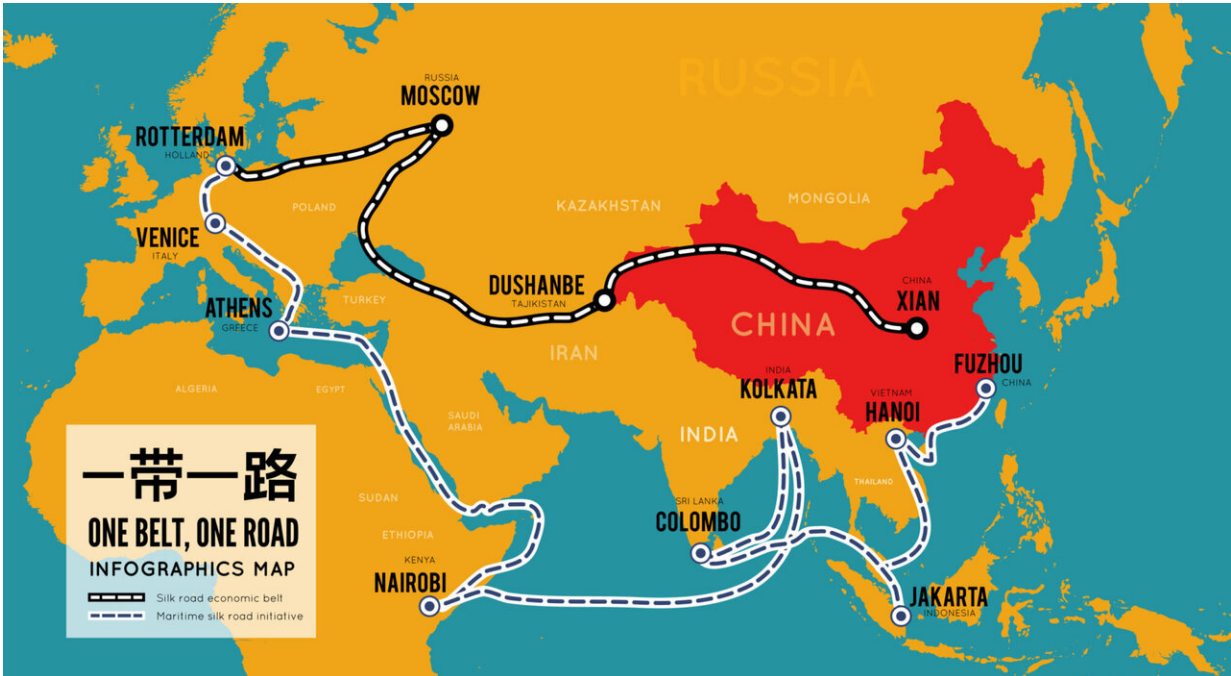 RUSSIA
RUSSIA
MOSCOW
ROTTERDAM
HOLLAND
POLAND
KAZAKHSTAN
MONGOLIA
VENICE
ITALY
DUSHANBE
TAJIKISTAN
CHINA
XIAN
ATHENS
GREECE
TURKEY
IRAN
CHINA
FUZHOU
CHINA
ALGERIA
EGYPT
SAUDI
ARABIA
INDIA
KOLKATA
VIETNAM
HANOI
INDIA
THAILAND
SUDAN
ETHIOPIA
SRI LANKA
COLOMBO
KENYA
NAIROBI
JAKARTA
INDONESIA
一带一路
ONE BELT, ONE ROAD
INFOGRAPHICS MAP
Silk road economic belt
Maritime silk road initiative